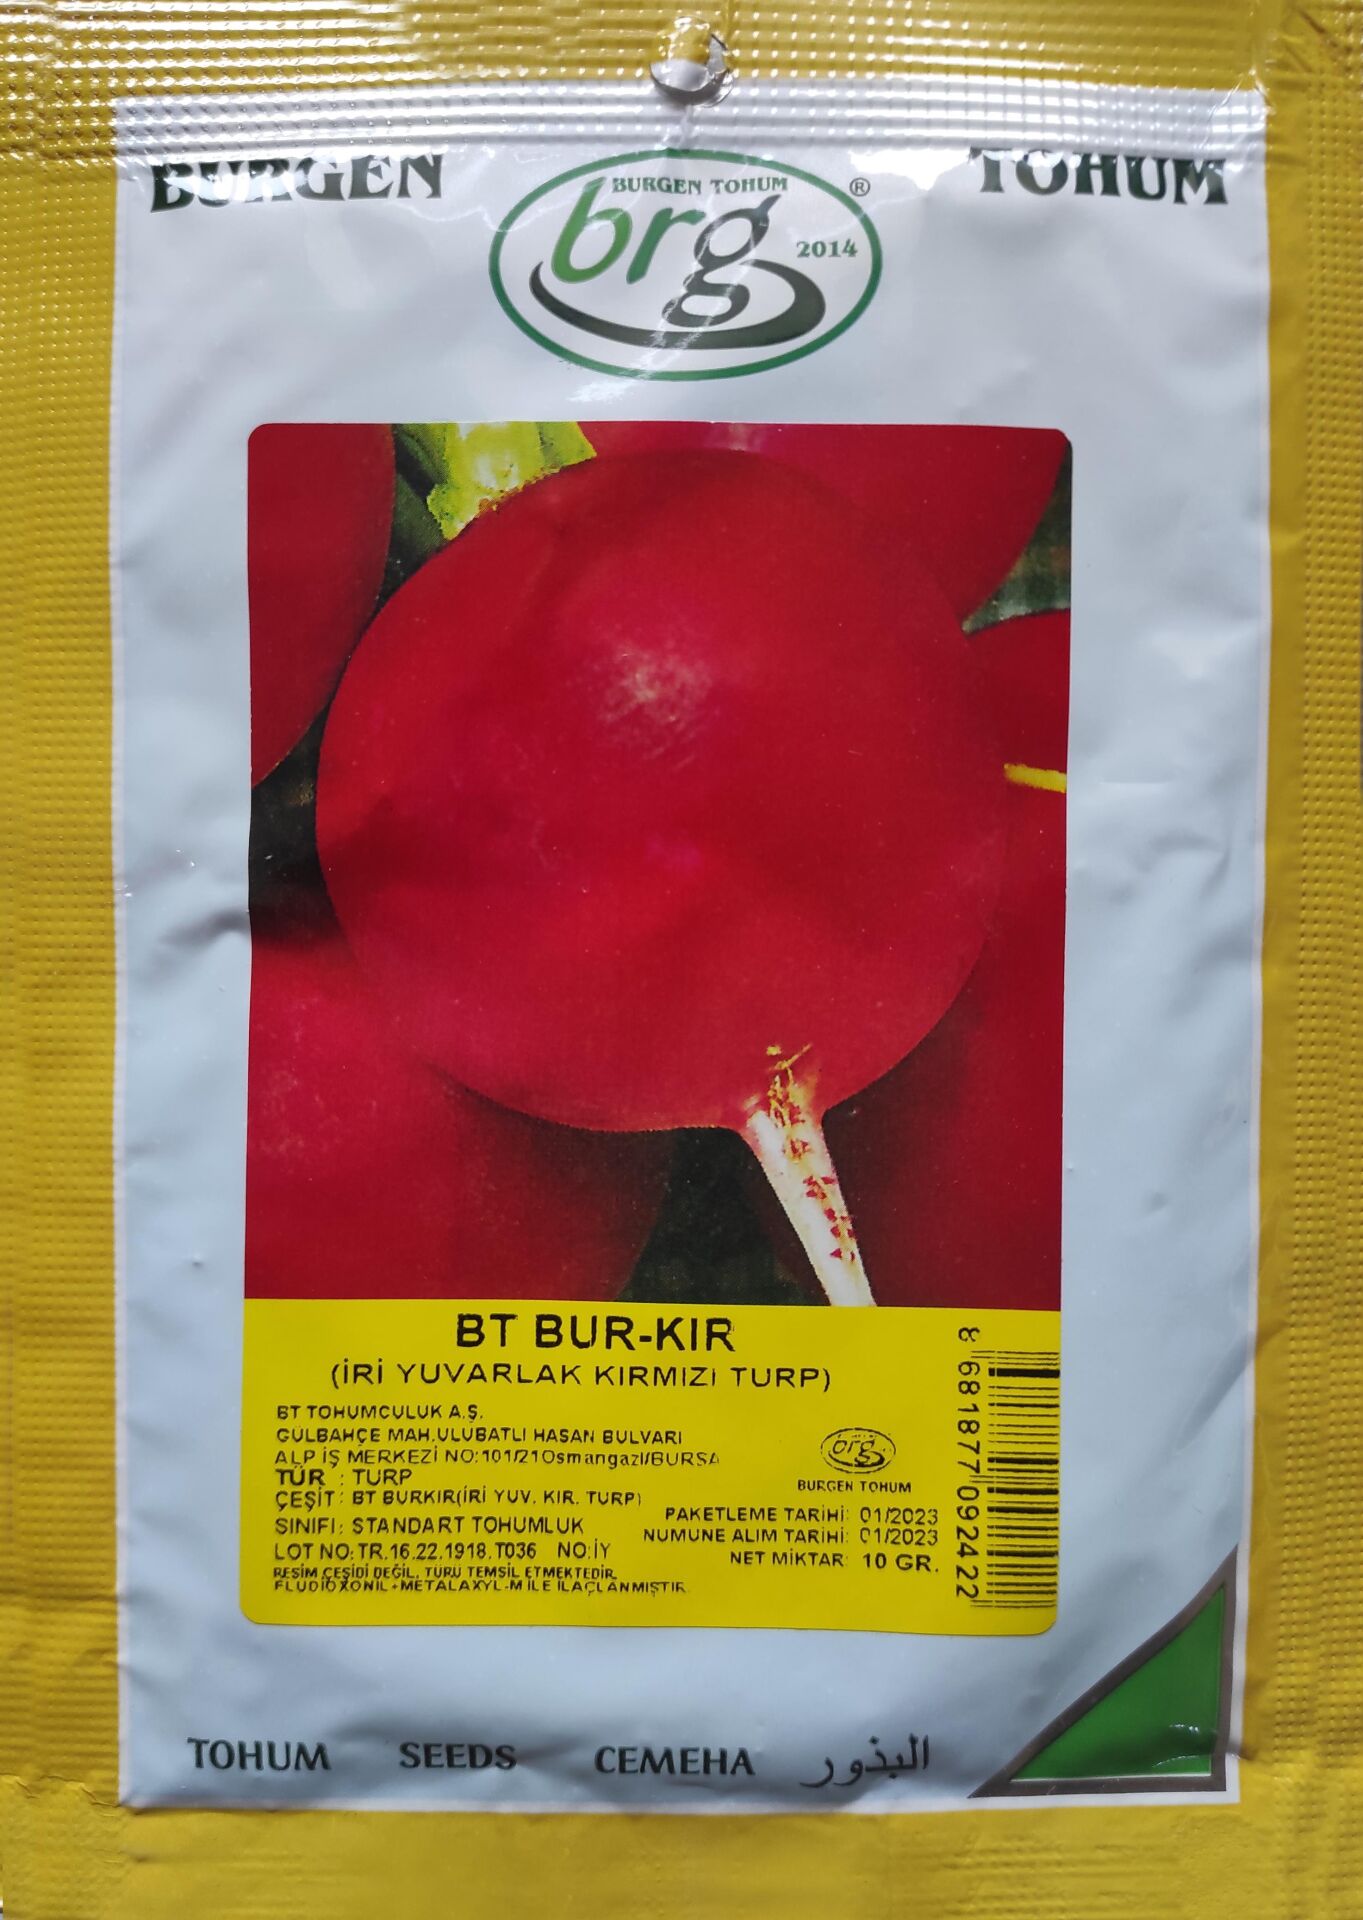 BURGEN TOHUM
BURGEN TOHUM
brg ®
2014
BT BUR-KIR
(İRİ YUVARLAK KIRMIZI TURP)
BT TOHUMCULUK A.Ş.
GÜLBAHÇE MAH.ULUBATLI HASAN BULVARI
ALP İŞ MERKEZİ NO:101/21Osmangazi/BURSA
TÜR : TURP
ÇEŞİT: BT BURKIR(İRİ YUV. KIR. TURP)
SINIFI: STANDART TOHUMLUK
LOT NO: TR.16.22.1918.T036 NO:İY
RESİM ÇEŞİDİ DEĞİL, TÜRÜ TEMSİL ETMEKTEDİR.
FLUDİOXONIL+METALAXYL-M İLE İLAÇLANMIŞTIR
brg
BURGEN TOHUM
PAKETLEME TARİHİ: 01/2023
NUMUNE ALIM TARİHİ: 01/2023
NET MİKTAR: 10 GR.
8 681877 092422
TOHUM SEEDS СЕМЕНА البذور